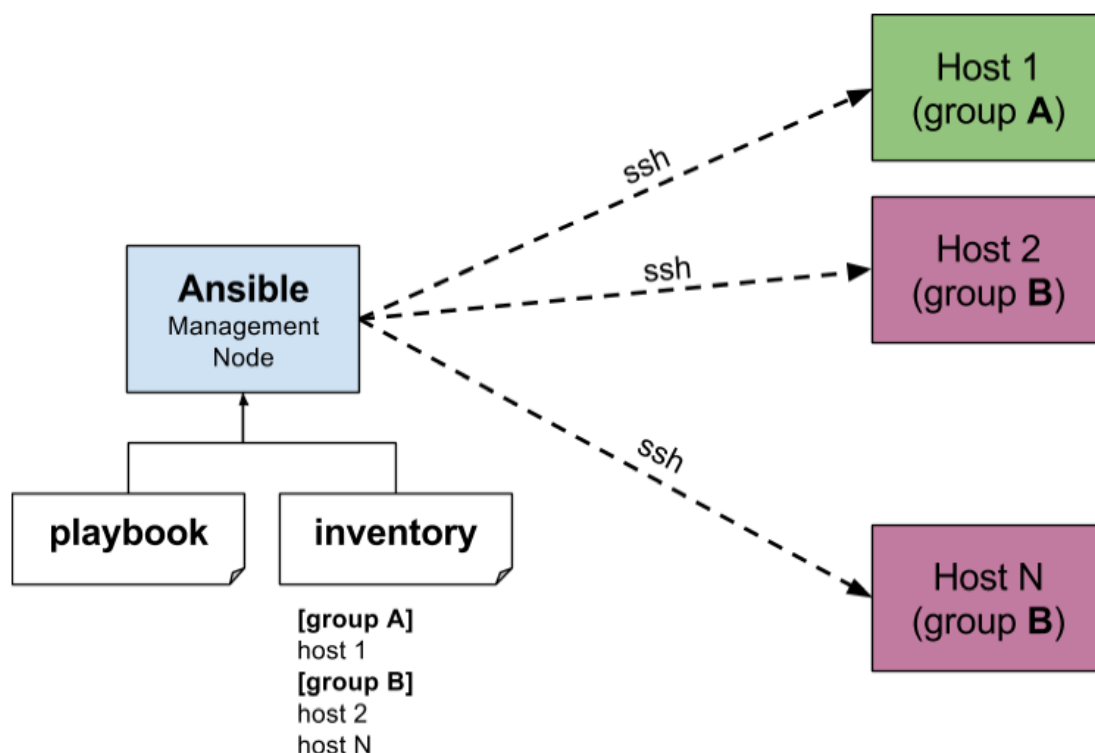 Host 1
(group A)
ssh
Host 2
(group B)
ssh
Ansible
Management
Node
ssh
playbook
inventory
Host N
(group B)
[group A]
host 1
[group B]
host 2
host N